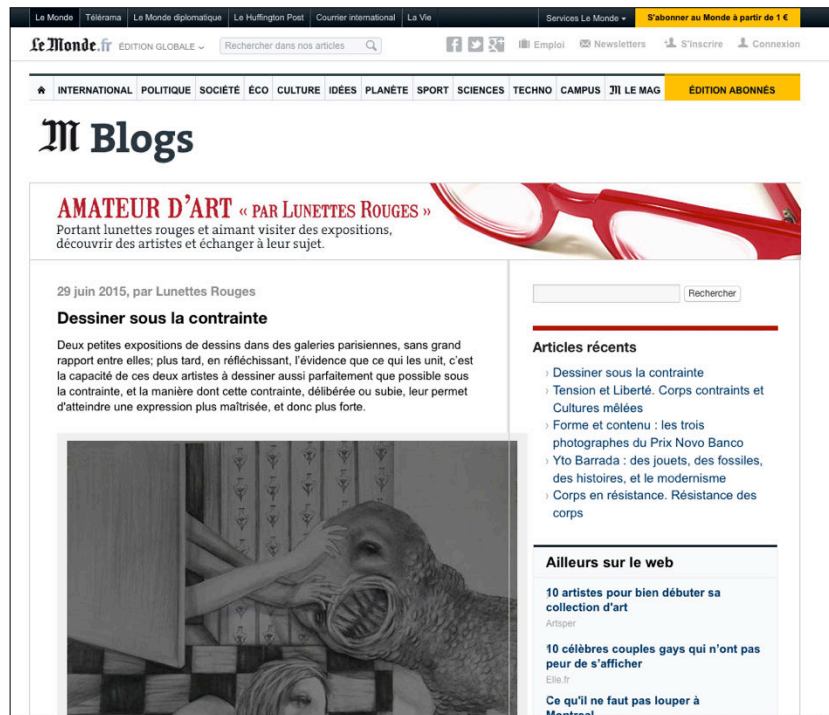 Le Monde Télérama Le Monde diplomatique Le Huffington Post Courrier international La Vie Services Le Monde S'abonner au Monde à partir de 1 €
Le Monde.fr ÉDITION GLOBALE Rechercher dans nos articles Emploi Newsletters S'inscrire Connexion
INTERNATIONAL POLITIQUE SOCIÉTÉ ÉCO CULTURE IDÉES PLANÈTE SPORT SCIENCES TECHNO CAMPUS M LE MAG ÉDITION ABONNÉS
M Blogs
AMATEUR D'ART « PAR LUNETTES ROUGES »
Portant lunettes rouges et aimant visiter des expositions,
découvrir des artistes et échanger à leur sujet.
29 juin 2015, par Lunettes Rouges
Dessiner sous la contrainte
Deux petites expositions de dessins dans des galeries parisiennes, sans grand
rapport entre elles; plus tard, en réfléchissant, l'évidence que ce qui les unit, c'est
la capacité de ces deux artistes à dessiner aussi parfaitement que possible sous
la contrainte, et la manière dont cette contrainte, délibérée ou subie, leur permet
d'atteindre une expression plus maîtrisée, et donc plus forte.
Rechercher
Articles récents
› Dessiner sous la contrainte
› Tension et Liberté. Corps contraints et
Cultures mêlées
› Forme et contenu : les trois
photographes du Prix Novo Banco
› Yto Barrada : des jouets, des fossiles,
des histoires, et le modernisme
› Corps en résistance. Résistance des
corps
Ailleurs sur le web
10 artistes pour bien débuter sa
collection d'art
Artsper
10 célèbres couples gays qui n'ont pas
peur de s'afficher
Elle.fr
Ce qu'il ne faut pas louper à
Montreal